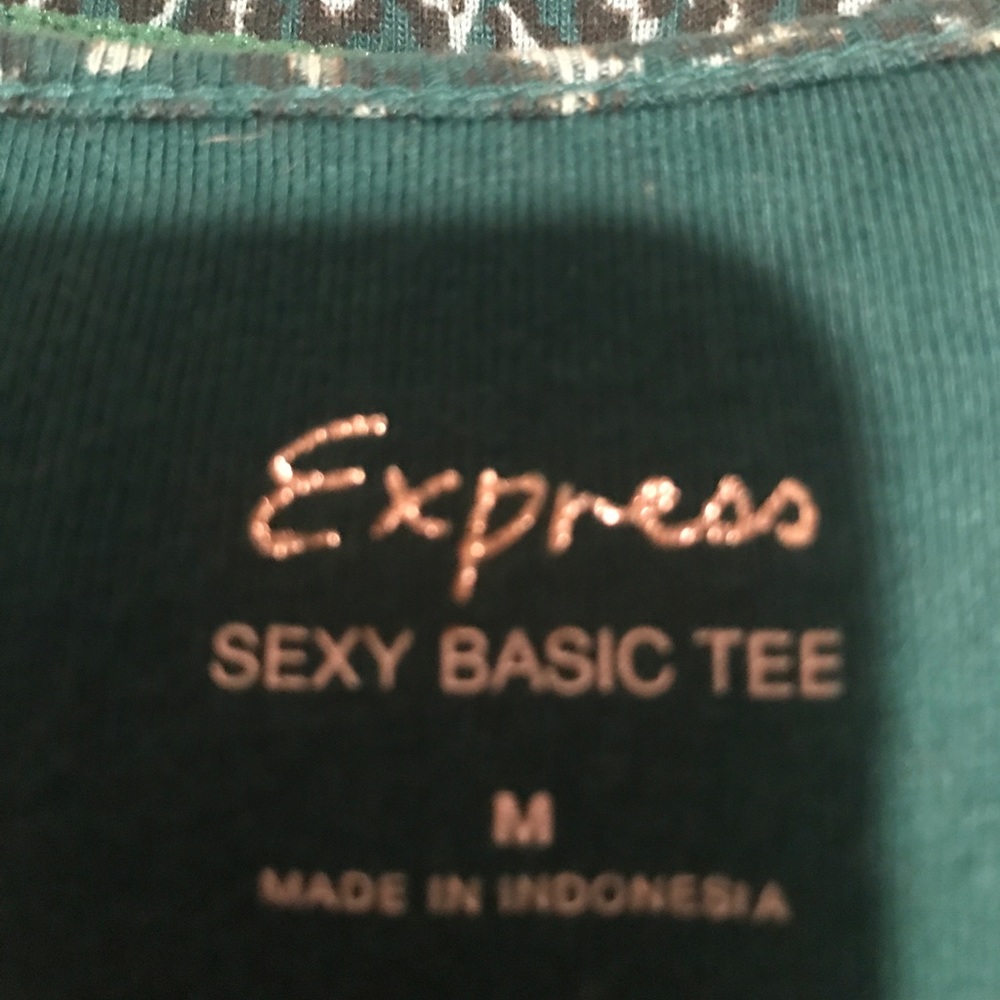 Express
SEXY BASIC TEE
M
MADE IN INDONESIA